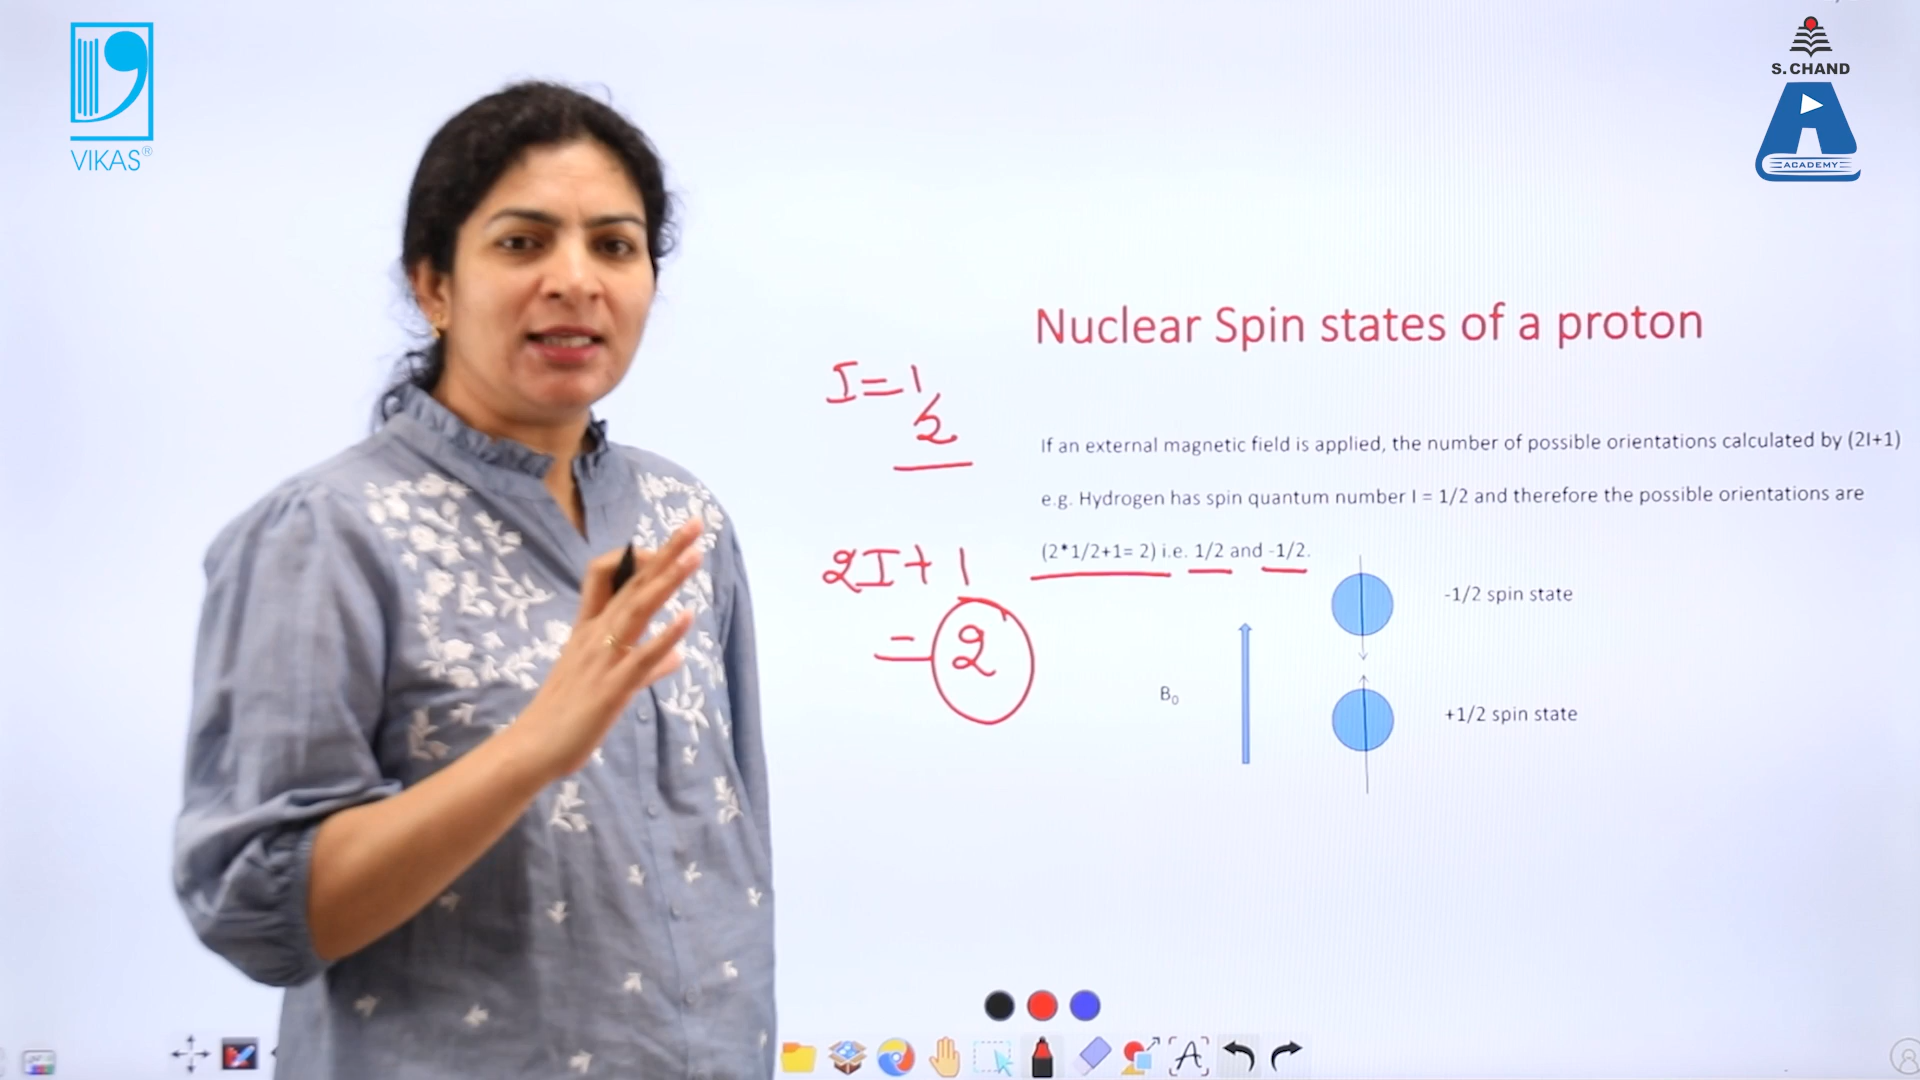 VIKAS®
S. CHAND
ACADEMY
Nuclear Spin states of a proton
I = 1/2
If an external magnetic field is applied, the number of possible orientations calculated by (2I+1)
e.g. Hydrogen has spin quantum number I = 1/2 and therefore the possible orientations are
(2*1/2+1= 2) i.e. 1/2 and -1/2.
2I + 1
= 2
-1/2 spin state
B₀
+1/2 spin state